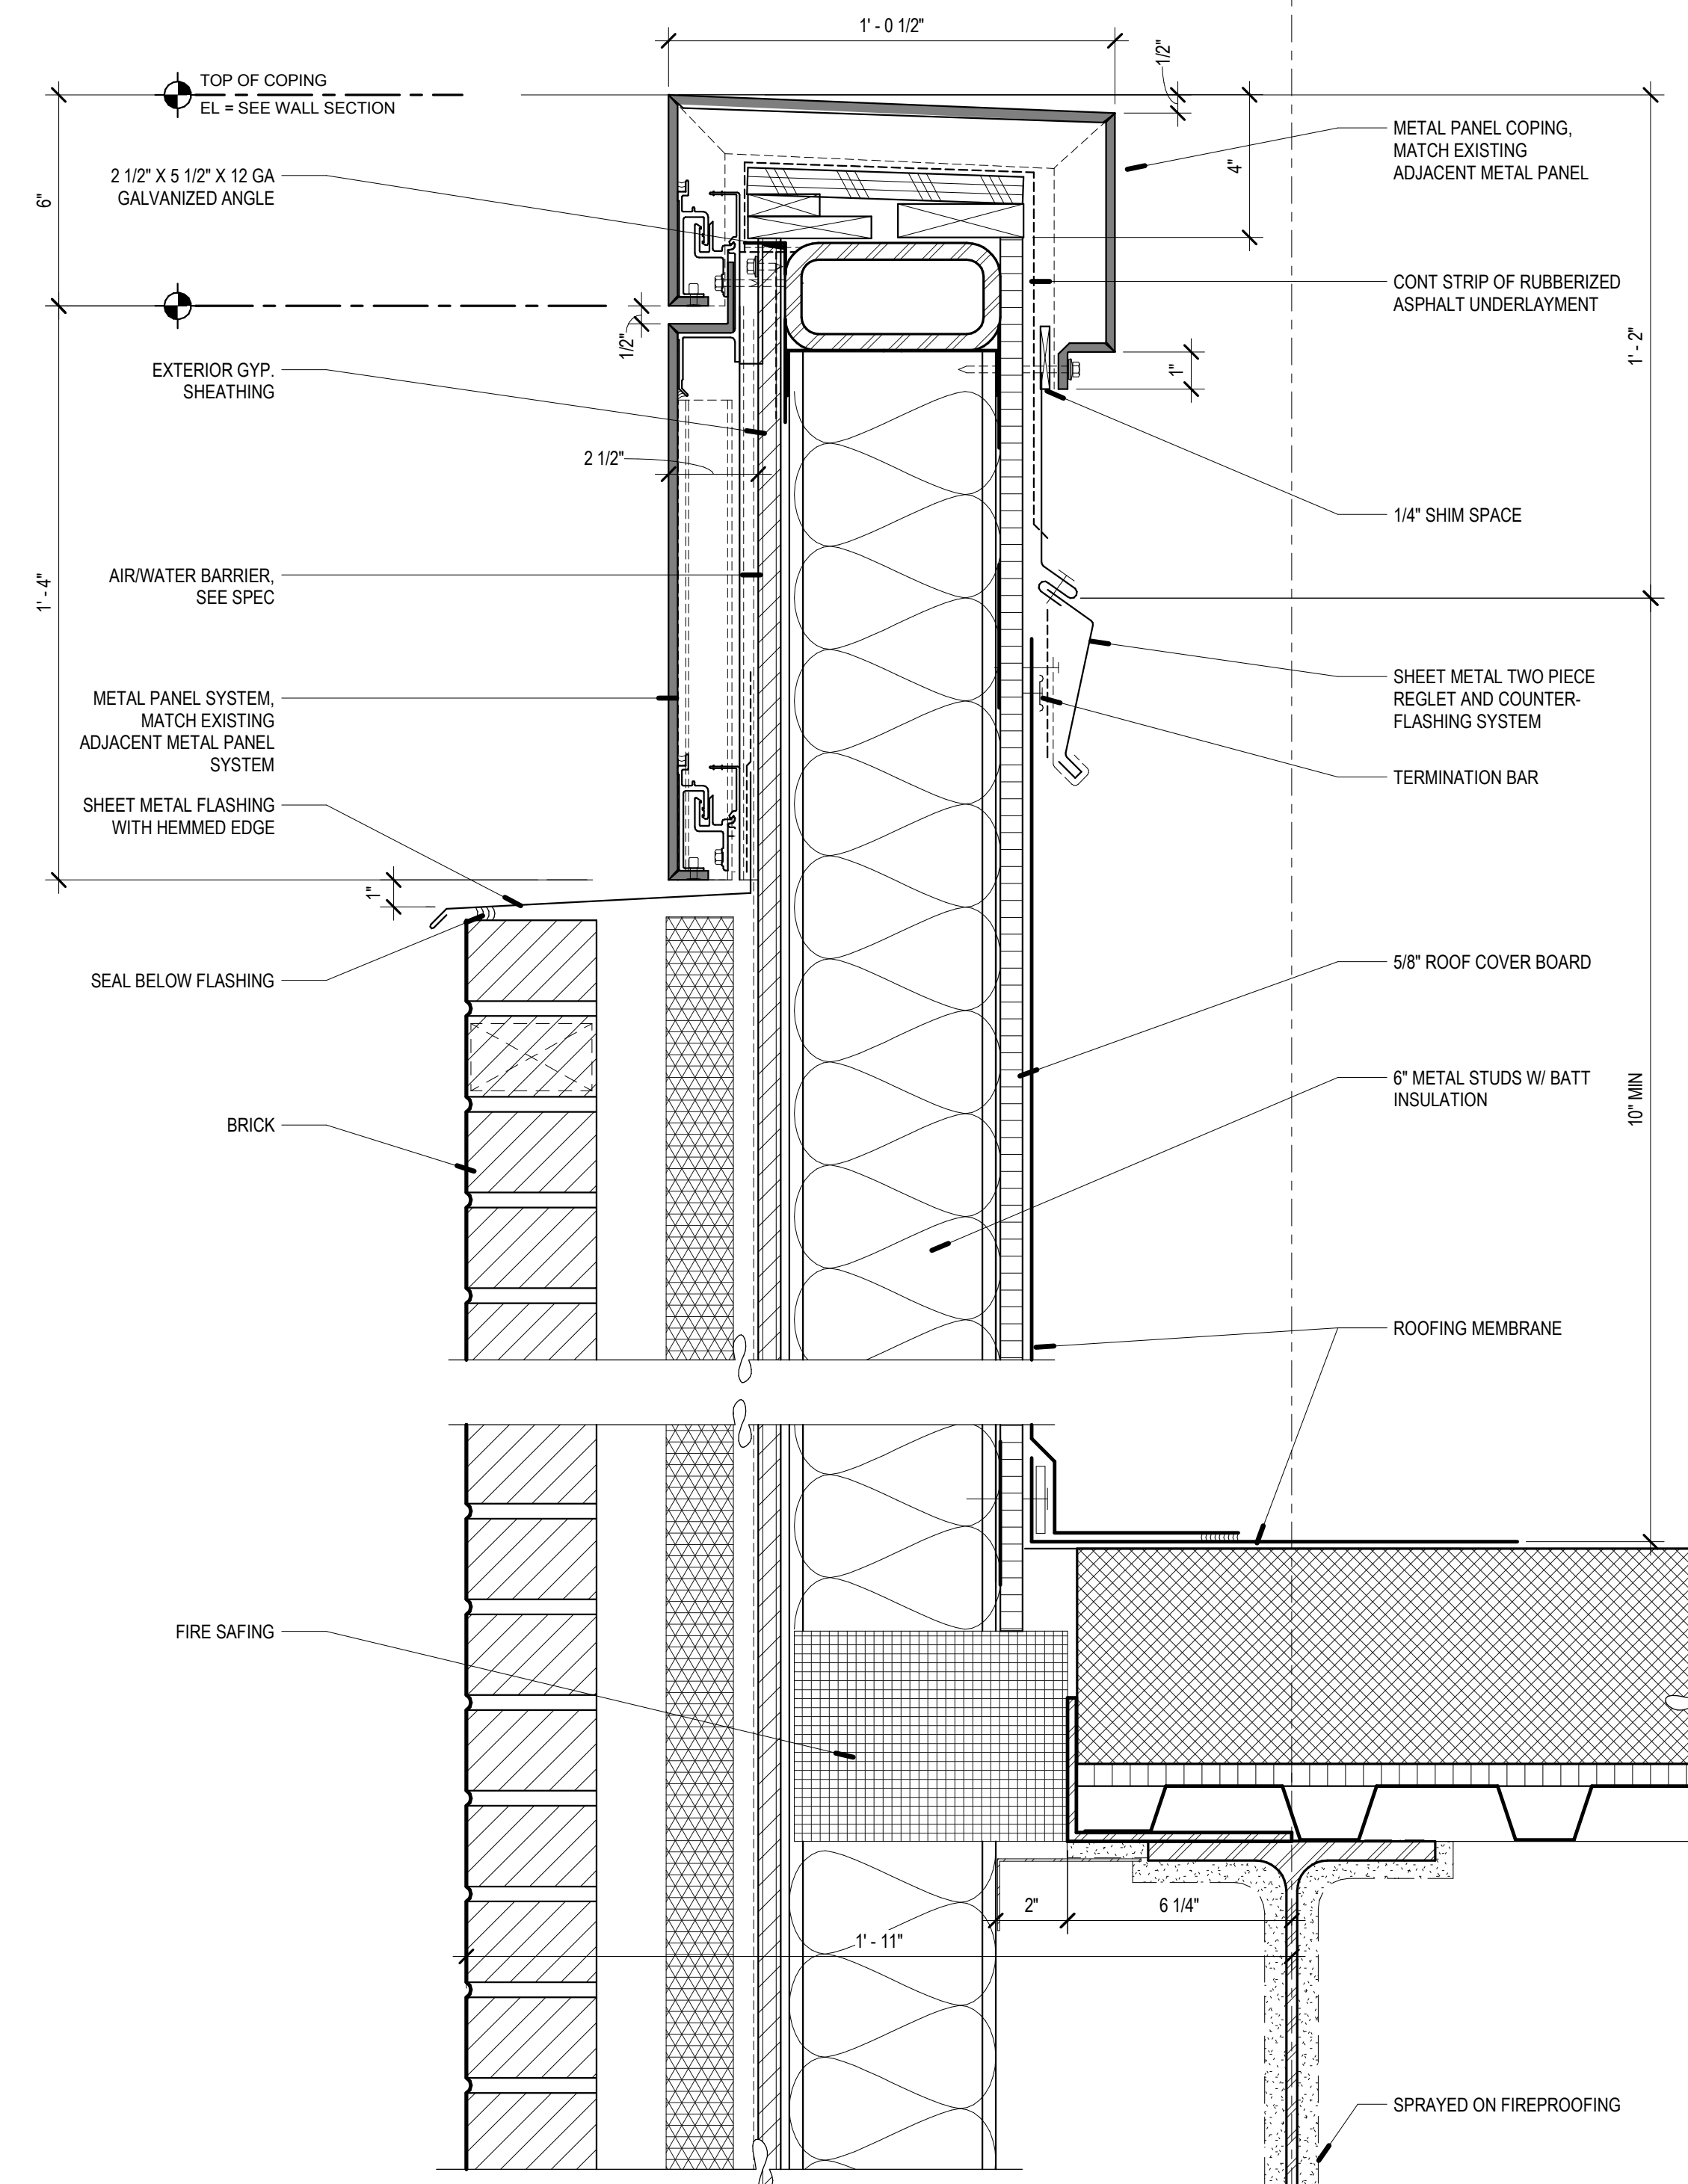 1' - 0 1/2"
1/2"
TOP OF COPING
EL = SEE WALL SECTION
6"
4"
METAL PANEL COPING,
MATCH EXISTING
ADJACENT METAL PANEL
2 1/2" X 5 1/2" X 12 GA
GALVANIZED ANGLE
CONT STRIP OF RUBBERIZED
ASPHALT UNDERLAYMENT
1/2"
1"
1' - 2"
EXTERIOR GYP.
SHEATHING
2 1/2"
1/4" SHIM SPACE
AIR/WATER BARRIER,
SEE SPEC
1' - 4"
SHEET METAL TWO PIECE
REGLET AND COUNTER-
FLASHING SYSTEM
METAL PANEL SYSTEM,
MATCH EXISTING
ADJACENT METAL PANEL
SYSTEM
TERMINATION BAR
SHEET METAL FLASHING
WITH HEMMED EDGE
1"
SEAL BELOW FLASHING
5/8" ROOF COVER BOARD
6" METAL STUDS W/ BATT
INSULATION
10" MIN
BRICK
ROOFING MEMBRANE
FIRE SAFING
2"
6 1/4"
1' - 11"
SPRAYED ON FIREPROOFING